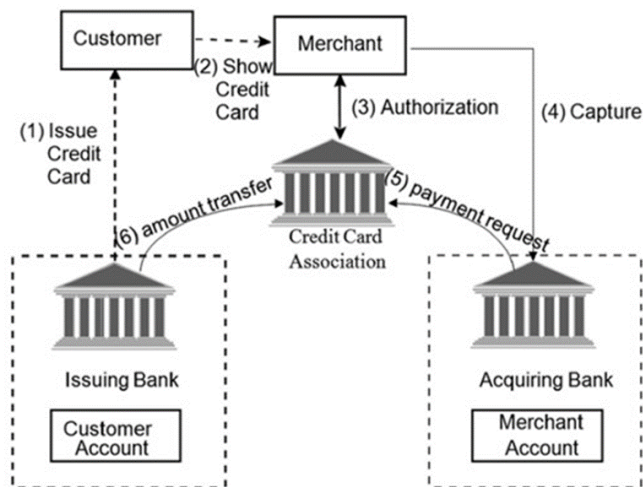 Customer
Merchant
(1) Issue
Credit
Card
(2) Show
Credit
Card
(3) Authorization
(4) Capture
(5) payment request
(6) amount transfer
Credit Card
Association
Issuing Bank
Customer
Account
Acquiring Bank
Merchant
Account